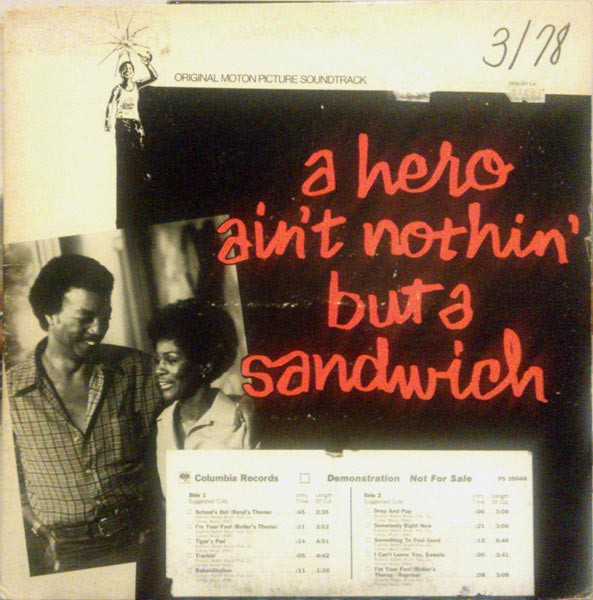 3/78
ORIGINAL MOTION PICTURE SOUNDTRACK
a hero
ain't nothin'
but a
sandwich
Columbia Records Demonstration Not For Sale PS 35046
Side 1 Intro Length
Suggested Cuts Time Of Cut
School's Out (Benji's Theme) :45 2:35
I'm Your Fool (Butler's Theme) :11 2:52
Tiger's Pad :14 4:51
Truckin' :05 4:42
Rehabilitation :11 1:36
Side 2 Intro Length
Suggested Cuts Time Of Cut
Drop And Pop :00 3:09
Somebody Right Now :21 3:06
Something To Feel Good :13 6:46
I Can't Leave You, Sweets :00 3:41
I'm Your Fool (Butler's
Theme - Reprise) :08 2:09